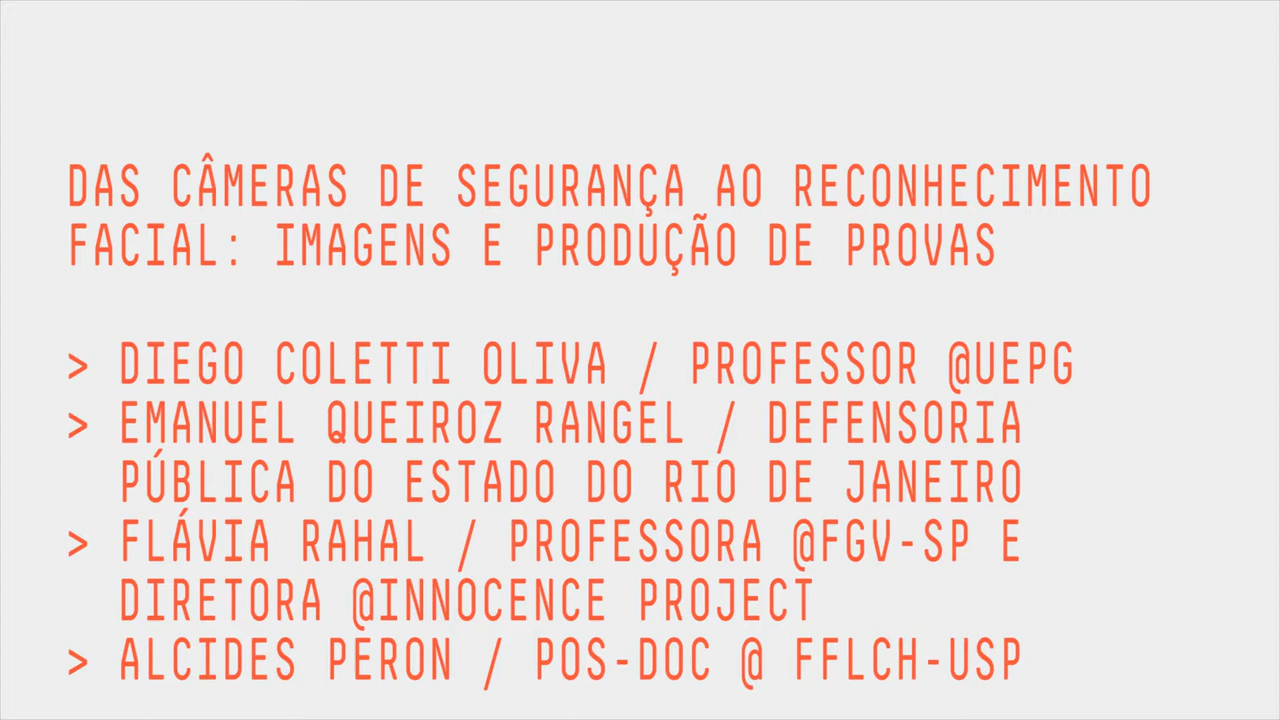 DAS CÂMERAS DE SEGURANÇA AO RECONHECIMENTO
FACIAL: IMAGENS E PRODUÇÃO DE PROVAS
> DIEGO COLETTI OLIVA / PROFESSOR @UEPG
> EMANUEL QUEIROZ RANGEL / DEFENSORIA
PÚBLICA DO ESTADO DO RIO DE JANEIRO
> FLÁVIA RAHAL / PROFESSORA @FGV-SP E
DIRETORA @INNOCENCE PROJECT
> ALCIDES PERON / POS-DOC @ FFLCH-USP